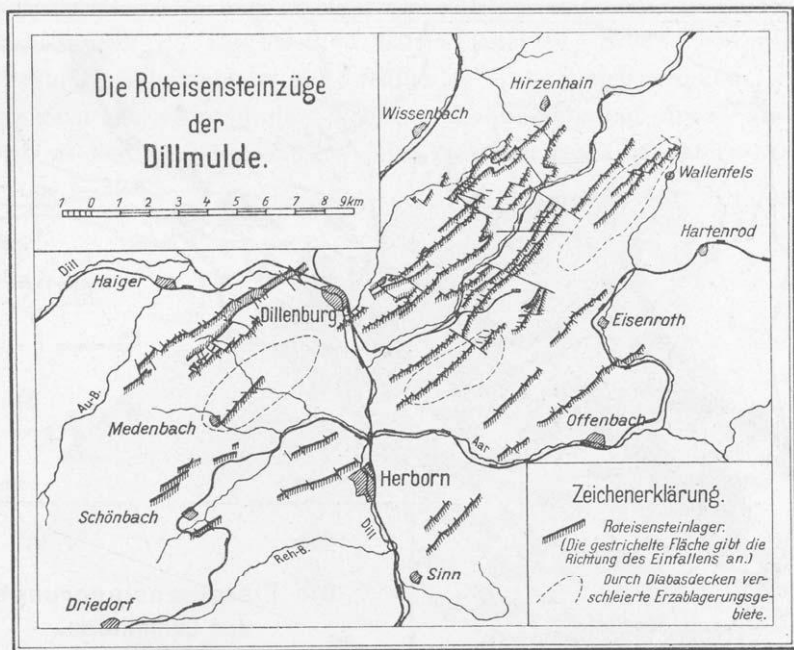 Die Roteisensteinzüge
der
Dillmulde.
1 0 1 2 3 4 5 6 7 8 9km
Hirzenhain
Wissenbach
Wallenfels
Hartenrod
Dill
Haiger
Dillenburg
Eisenroth
Au-B.
Medenbach
Offenbach
Aar
Herborn
Schönbach
Dill
Reh-B.
Sinn
Driedorf
Zeichenerklärung.
Roteisensteinlager.
(Die gestrichelte Fläche gibt die
Richtung des Einfallens an.)
Durch Diabasdecken ver-
schleierte Erzablagerungsge-
biete.